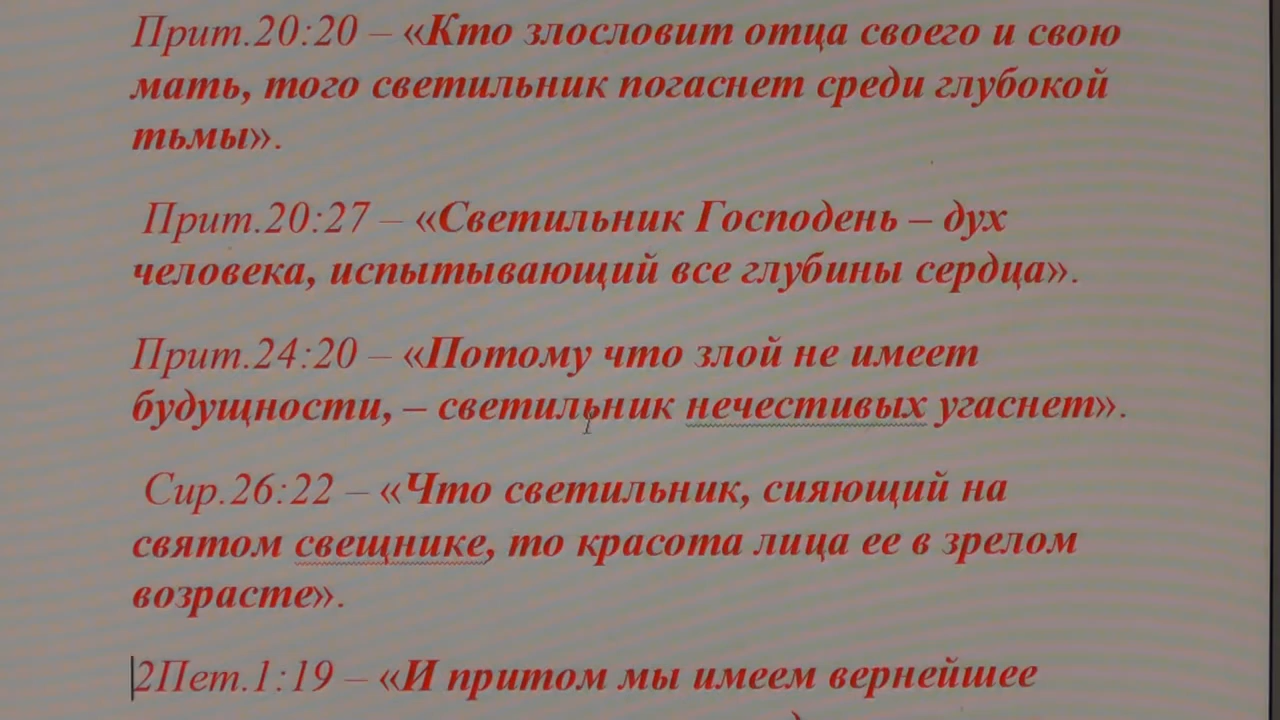 Прит.20:20 – «Кто злословит отца своего и свою
мать, того светильник погаснет среди глубокой
тьмы».
Прит.20:27 – «Светильник Господень – дух
человека, испытывающий все глубины сердца».
Прит.24:20 – «Потому что злой не имеет
будущности, – светильник нечестивых угаснет».
Сир.26:22 – «Что светильник, сияющий на
святом свещнике, то красота лица ее в зрелом
возрасте».
2Пет.1:19 – «И притом мы имеем вернейшее